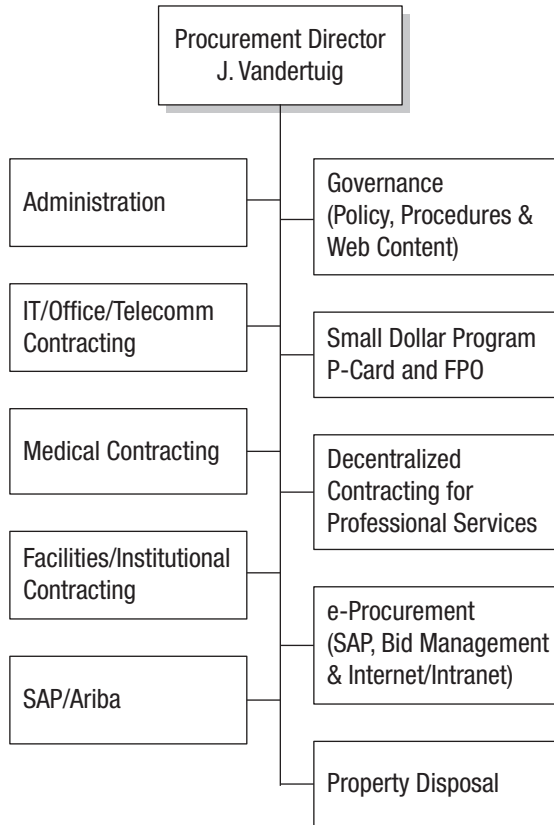 Procurement Director
J. Vandertuig
Administration
IT/Office/Telecomm
Contracting
Medical Contracting
Facilities/Institutional
Contracting
SAP/Ariba
Governance
(Policy, Procedures &
Web Content)
Small Dollar Program
P-Card and FPO
Decentralized
Contracting for
Professional Services
e-Procurement
(SAP, Bid Management
& Internet/Intranet)
Property Disposal